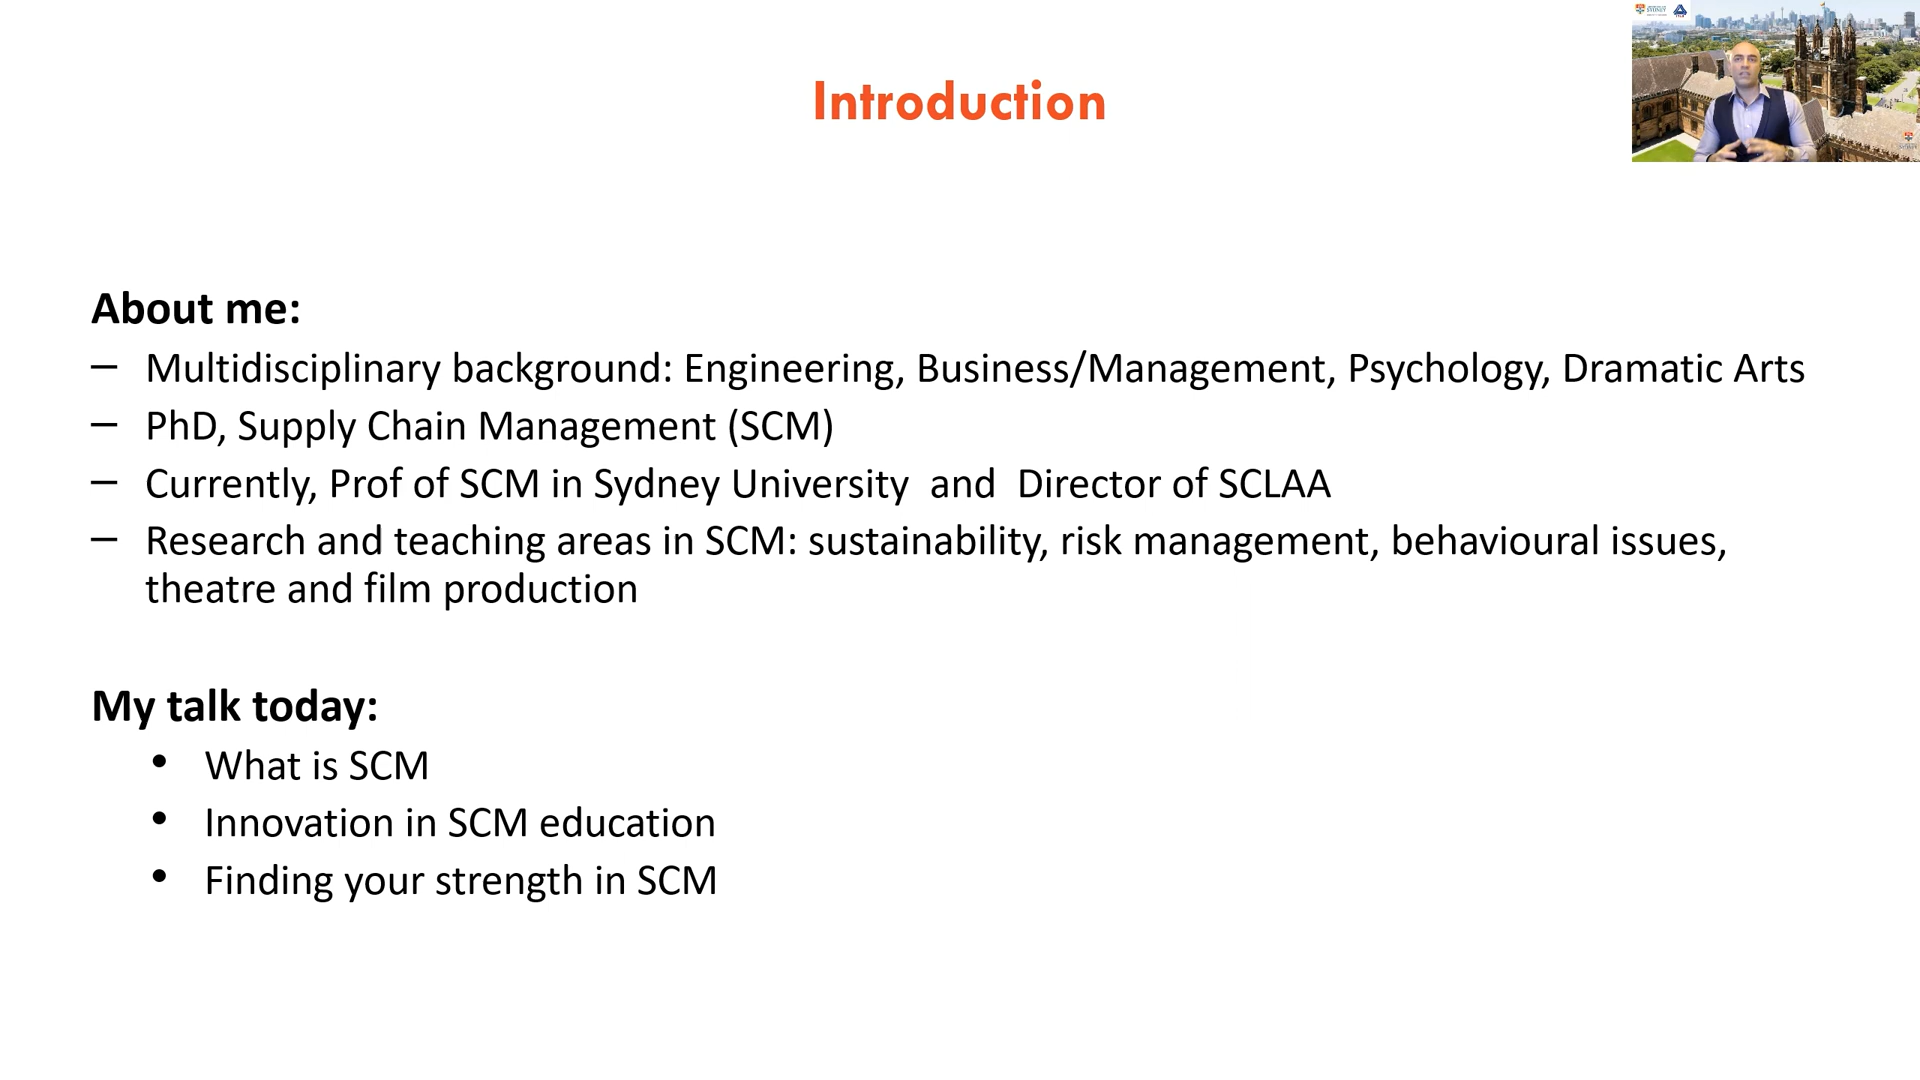 Introduction
About me:
– Multidisciplinary background: Engineering, Business/Management, Psychology, Dramatic Arts
– PhD, Supply Chain Management (SCM)
– Currently, Prof of SCM in Sydney University  and  Director of SCLAA
– Research and teaching areas in SCM: sustainability, risk management, behavioural issues,
theatre and film production
My talk today:
• What is SCM
• Innovation in SCM education
• Finding your strength in SCM